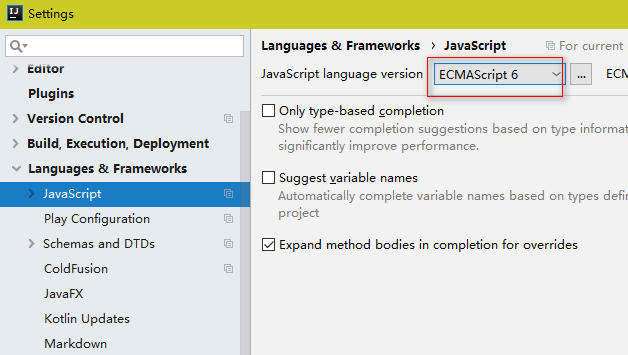 IJ Settings
Editor
Plugins
Version Control
Build, Execution, Deployment
Languages & Frameworks
JavaScript
Play Configuration
Schemas and DTDs
ColdFusion
JavaFX
Kotlin Updates
Markdown
Languages & Frameworks › JavaScript For current
JavaScript language version ECMAScript 6 ... ECM
Only type-based completion
Show fewer completion suggestions based on type informat
significantly improve performance.
Suggest variable names
Automatically complete variable names based on types defin
project
Expand method bodies in completion for overrides